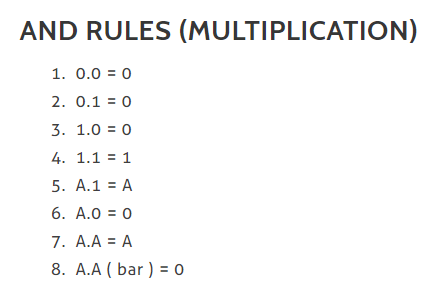 AND RULES (MULTIPLICATION)
1. 0.0 = 0
2. 0.1 = 0
3. 1.0 = 0
4. 1.1 = 1
5. A.1 = A
6. A.0 = 0
7. A.A = A
8. A.A ( bar ) = 0